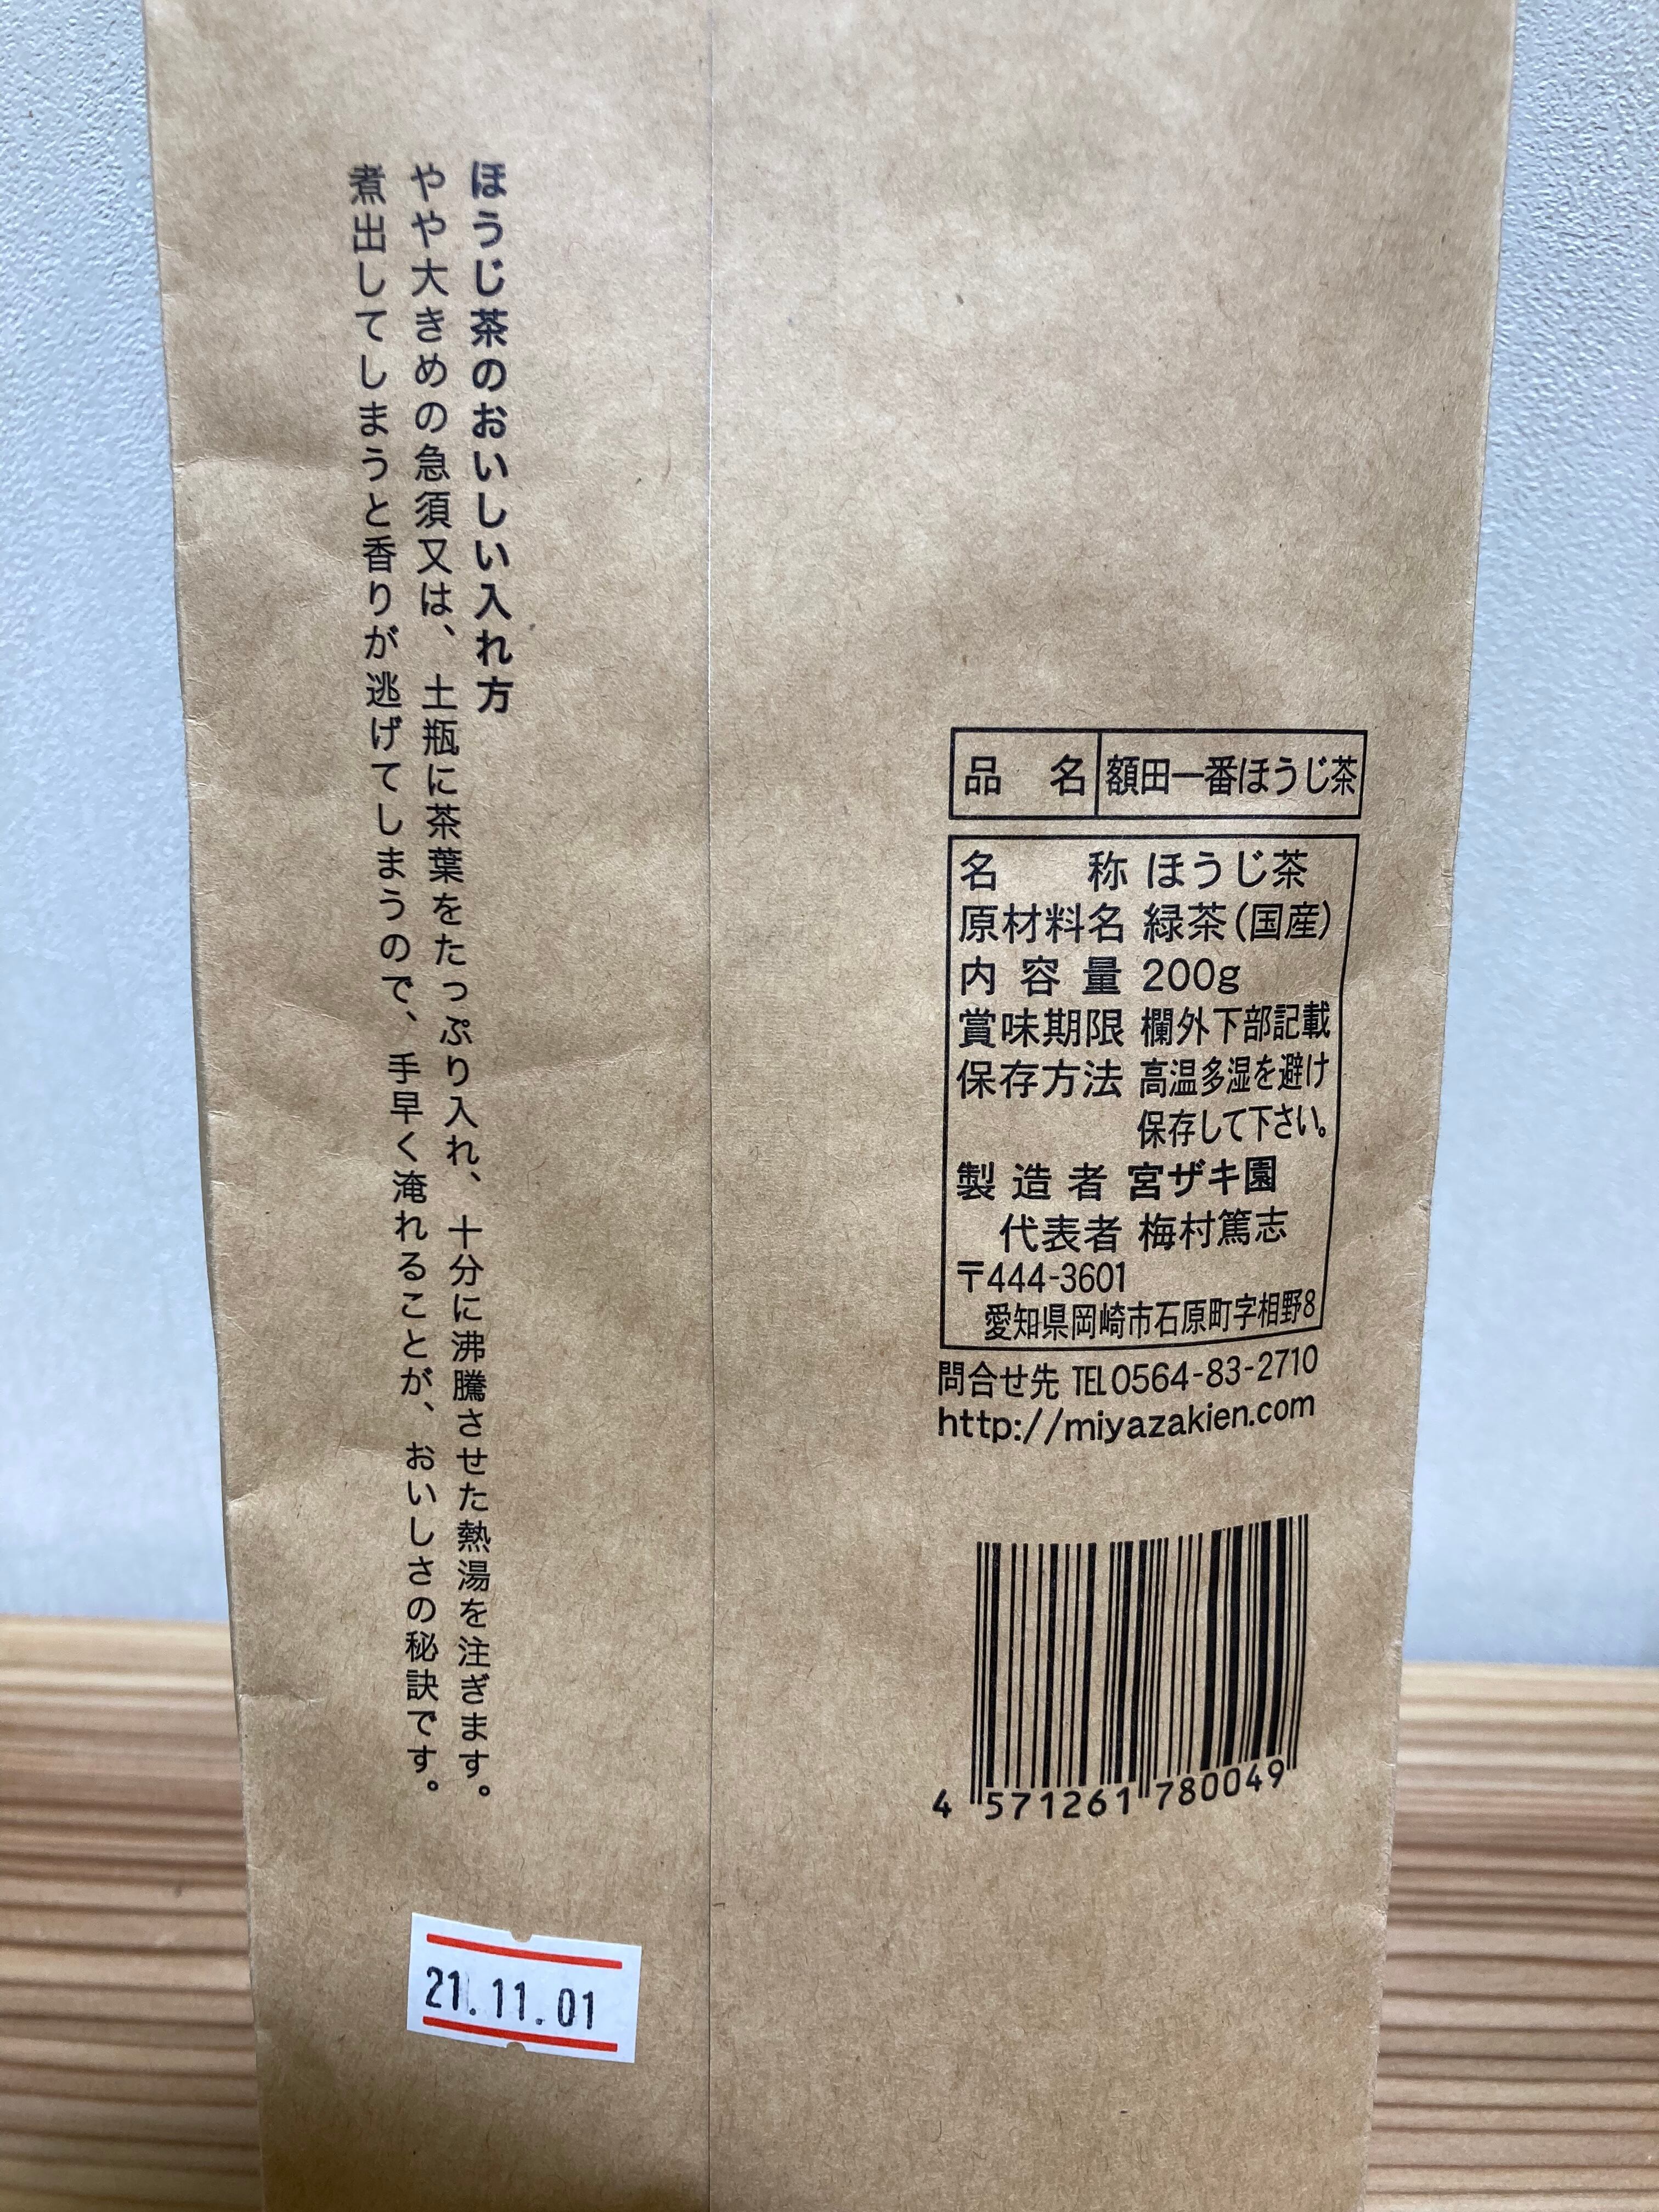 ほうじ茶のおいしい入れ方
やや大きめの急須又は、土瓶に茶葉をたっぷり入れ、十分に沸騰させた熱湯を注ぎます。
煮出してしまうと香りが逃げてしまうので、手早く淹れることが、おいしさの秘訣です。
品名 額田一番ほうじ茶
名称 ほうじ茶
原材料名 緑茶(国産)
内容量 200g
賞味期限 欄外下部記載
保存方法 高温多湿を避け
保存して下さい。
製造者 宮ザキ園
代表者 梅村篤志
〒444-3601
愛知県岡崎市石原町字相野8
問合せ先 TEL0564-83-2710
http://miyazakien.com
4 571261 780049
21.11.01